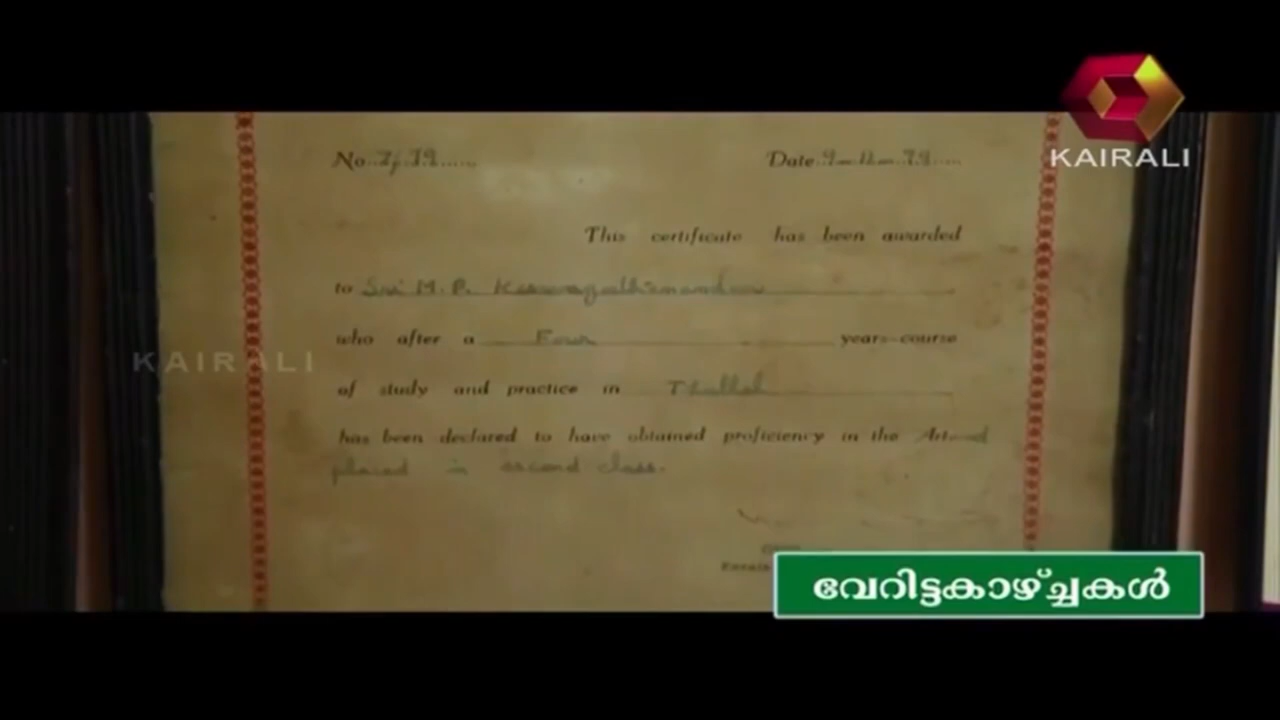 KAIRALI
No. 2/79
Date 9-11-79
This certificate has been awarded
to Sri M. P.
who after a Four years-course
KAIRALI
of study and practice in Thullal
has been declared to have obtained proficiency in the Art and
placed in second class.
വേറിട്ടകാഴ്ച്ചകൾ